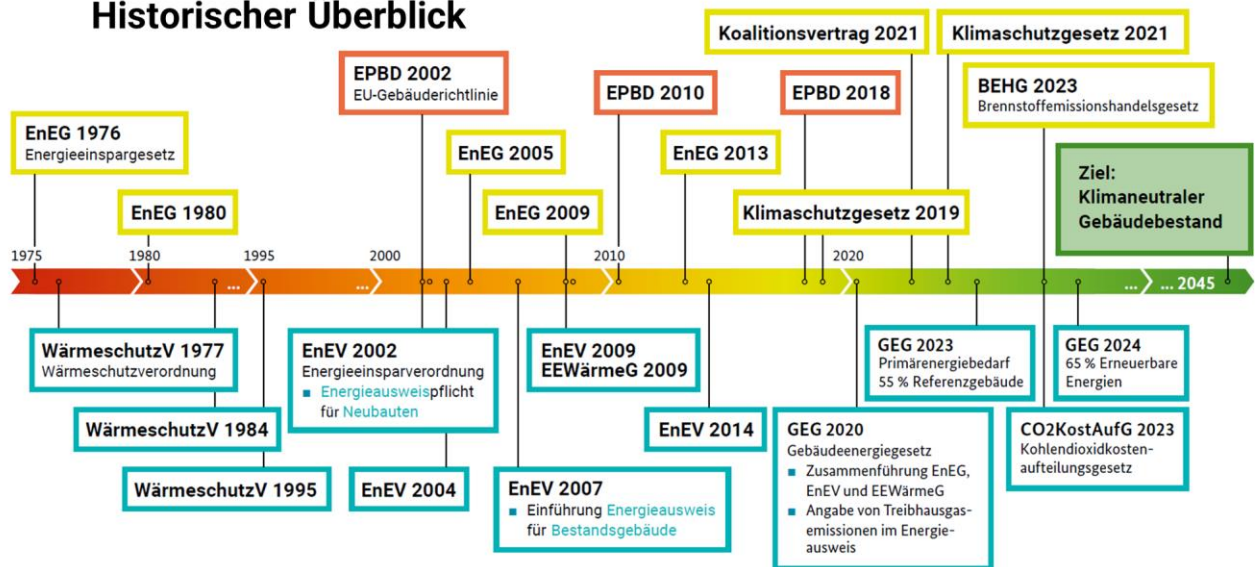 Historischer Überblick
Koalitionsvertrag 2021
Klimaschutzgesetz 2021
EPBD 2002
EU-Gebäuderichtlinie
EPBD 2010
EPBD 2018
BEHG 2023
Brennstoffemissionshandelsgesetz
EnEG 1976
Energieeinspargesetz
EnEG 2005
EnEG 2013
Ziel:
Klimaneutraler
Gebäudebestand
EnEG 1980
EnEG 2009
Klimaschutzgesetz 2019
1975
1980
1995
2000
2010
2020
...
...
...
... 2045
WärmeschutzV 1977
Wärmeschutzverordnung
EnEV 2002
Energieeinsparverordnung
Energieausweispflicht
für Neubauten
EnEV 2009
EEWärmeG 2009
GEG 2023
Primärenergiebedarf
55 % Referenzgebäude
GEG 2024
65 % Erneuerbare
Energien
WärmeschutzV 1984
EnEV 2014
GEG 2020
Gebäudeenergiegesetz
Zusammenführung EnEG,
EnEV und EEWärmeG
Angabe von Treibhausgas-
emissionen im Energie-
ausweis
CO2KostAufG 2023
Kohlendioxidkosten-
aufteilungsgesetz
WärmeschutzV 1995
EnEV 2004
EnEV 2007
Einführung Energieausweis
für Bestandsgebäude